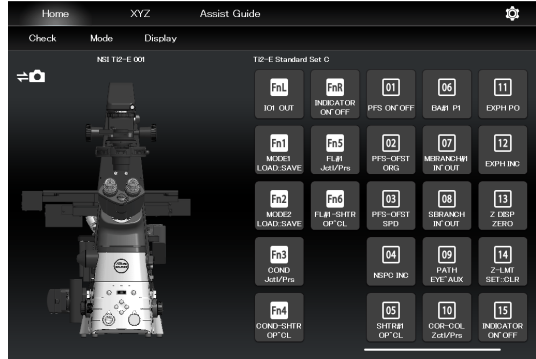 Home XYZ Assist Guide
Check Mode Display
NSI Ti2-E 001
Ti2-E Standard Set C
FnL
IO1 OUT
FnR
INDICATOR
ON⁻OFF
01
PFS ON⁻OFF
06
BA#1 P1
11
EXPH PO
Fn1
MODE1
LOAD::SAVE
Fn5
FL#1
Jctl/Prs
02
PFS-OFST
ORG
07
MEIRANCH#1
IN⁻OUT
12
EXPH INC
Fn2
MODE2
LOAD::SAVE
Fn6
FL#1-SHTR
OP⁻CL
03
PFS-OFST
SPD
08
SBRANCH
IN⁻OUT
13
Z DISP
ZERO
Fn3
COND
Jctl/Prs
04
NSPC INC
09
PATH
EYE⁻AUX
14
Z-LMT
SET::CLR
Fn4
COND-SHTR
OP⁻CL
05
SHTR#1
OP⁻CL
10
COR-COL
Zctl/Prs
15
INDICATOR
ON⁻OFF